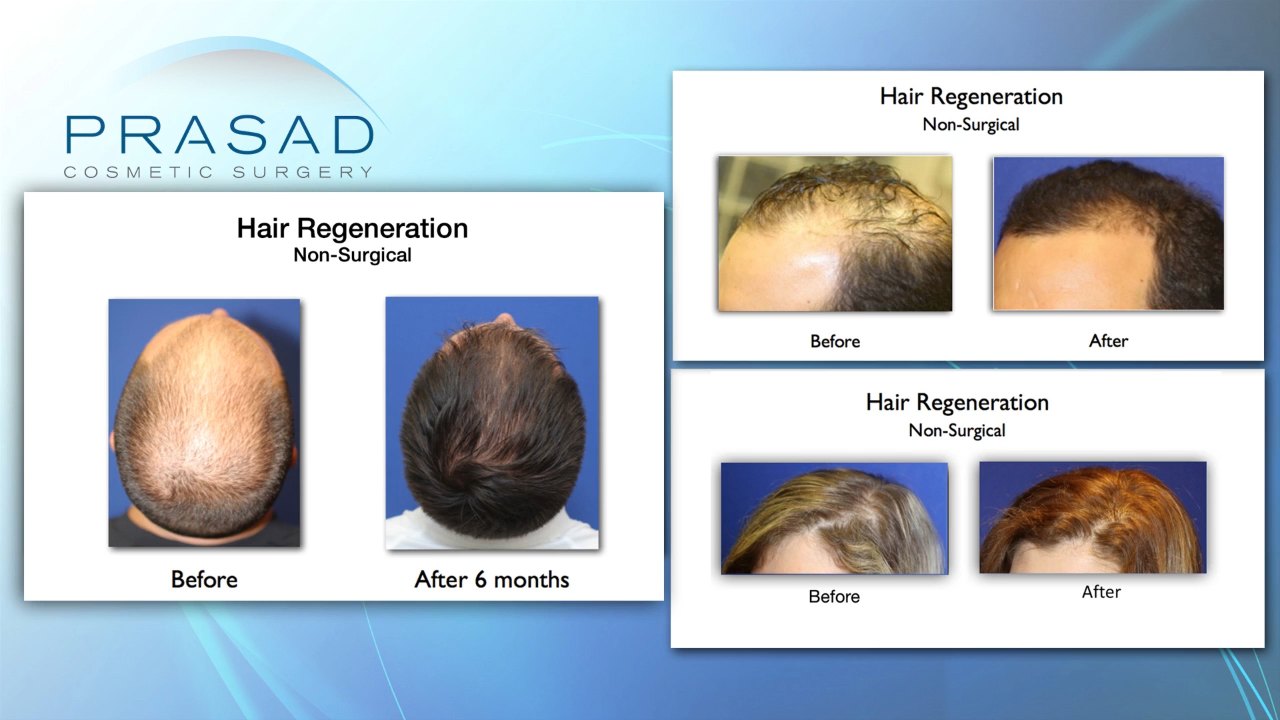 PRASAD
COSMETIC SURGERY
Hair Regeneration
Non-Surgical
Before
After 6 months
Hair Regeneration
Non-Surgical
Before
After
Hair Regeneration
Non-Surgical
Before
After